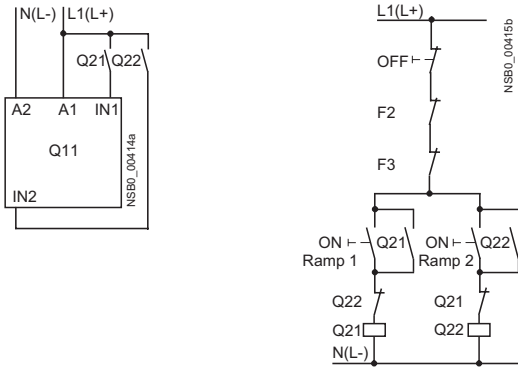 N(L-) L1(L+)
Q21 Q22
A2 A1 IN1
Q11
IN2
NSB0_00414a
L1(L+)
OFF
F2
F3
ON Q21 ON Q22
Ramp 1 Ramp 2
Q22 Q21
Q21 Q22
N(L-)
NSB0_00415b